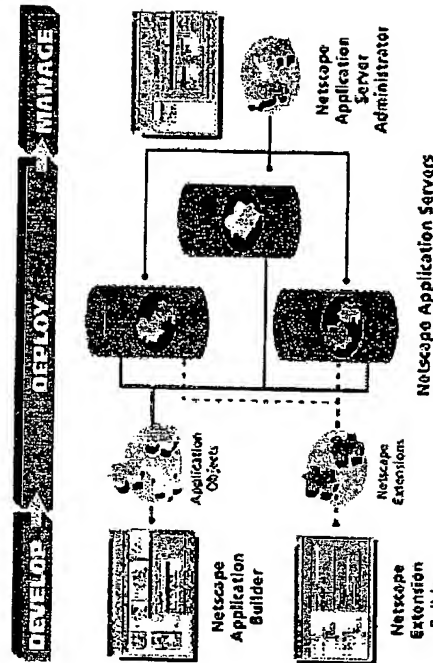 DEVELOP
DEPLOY
MANAGE
Netscape
Application
Builder
Application
Objects
Netscape
Application
Server
Administrator
Netscape
Extension
Netscape
Extensions
Netscape Application Servers